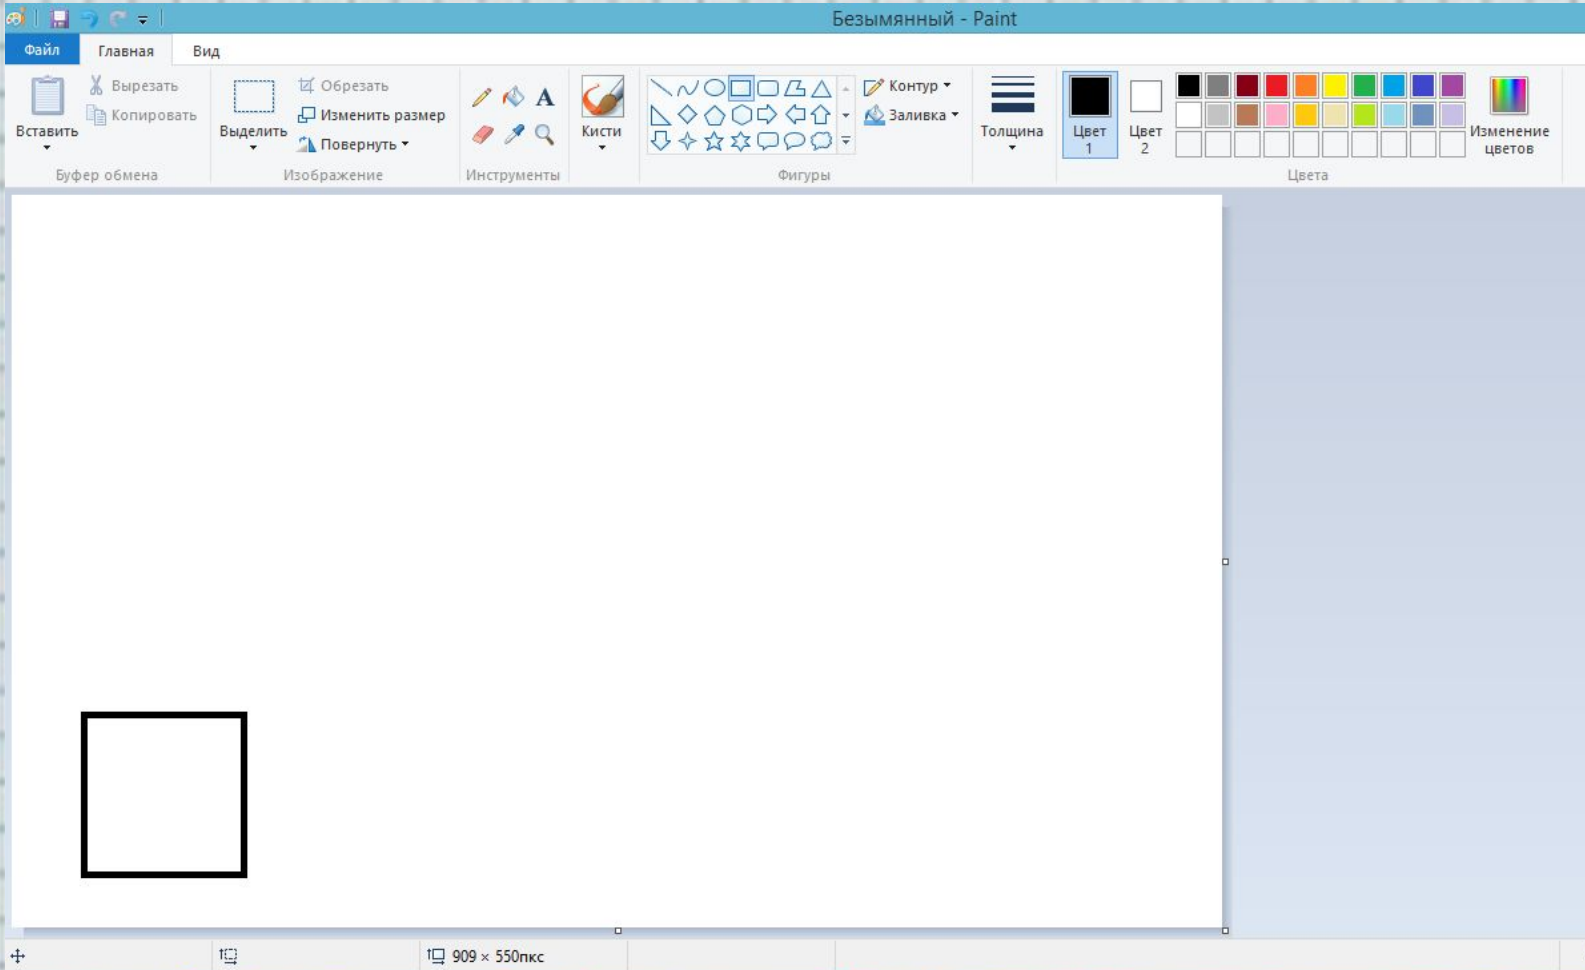 Безымянный - Paint
Файл Главная Вид
Вставить
Вырезать
Копировать
Буфер обмена
Выделить
Обрезать
Изменить размер
Повернуть
Изображение
A
Инструменты
Кисти
Контур
Заливка
Фигуры
Толщина
Цвет
1
Цвет
2
Изменение
цветов
Цвета
909 × 550пкс